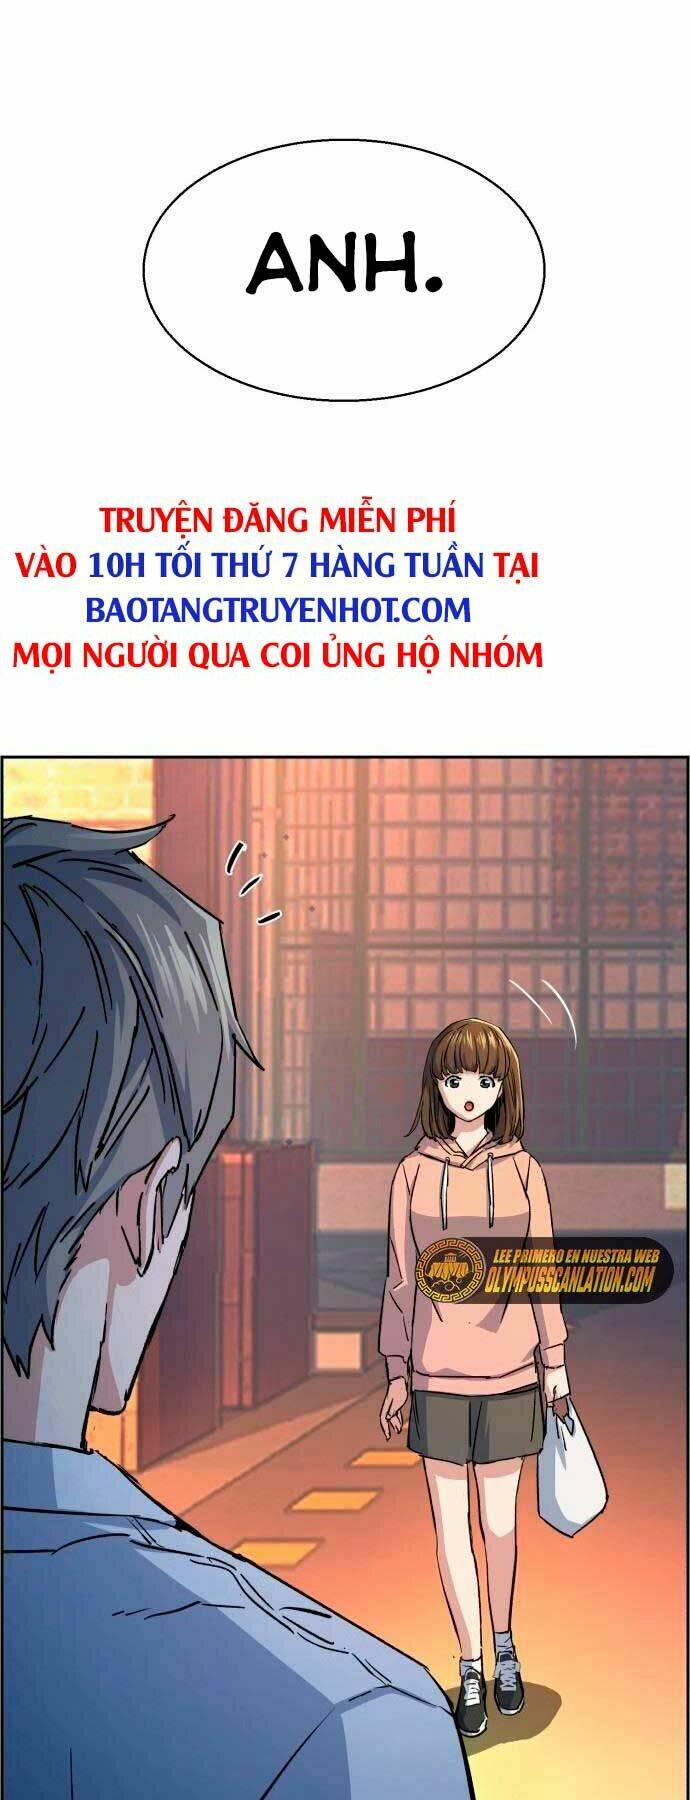 ANH.
TRUYỆN ĐĂNG MIỄN PHÍ
VÀO 10H TỐI THỨ 7 HÀNG TUẦN TẠI
BAOTANGTRUYENHOT.COM
MỌI NGƯỜI QUA COI ỦNG HỘ NHÓM
LEE PRIMERO EN NUESTRA WEB
OLYMPUSSCANLATION.COM